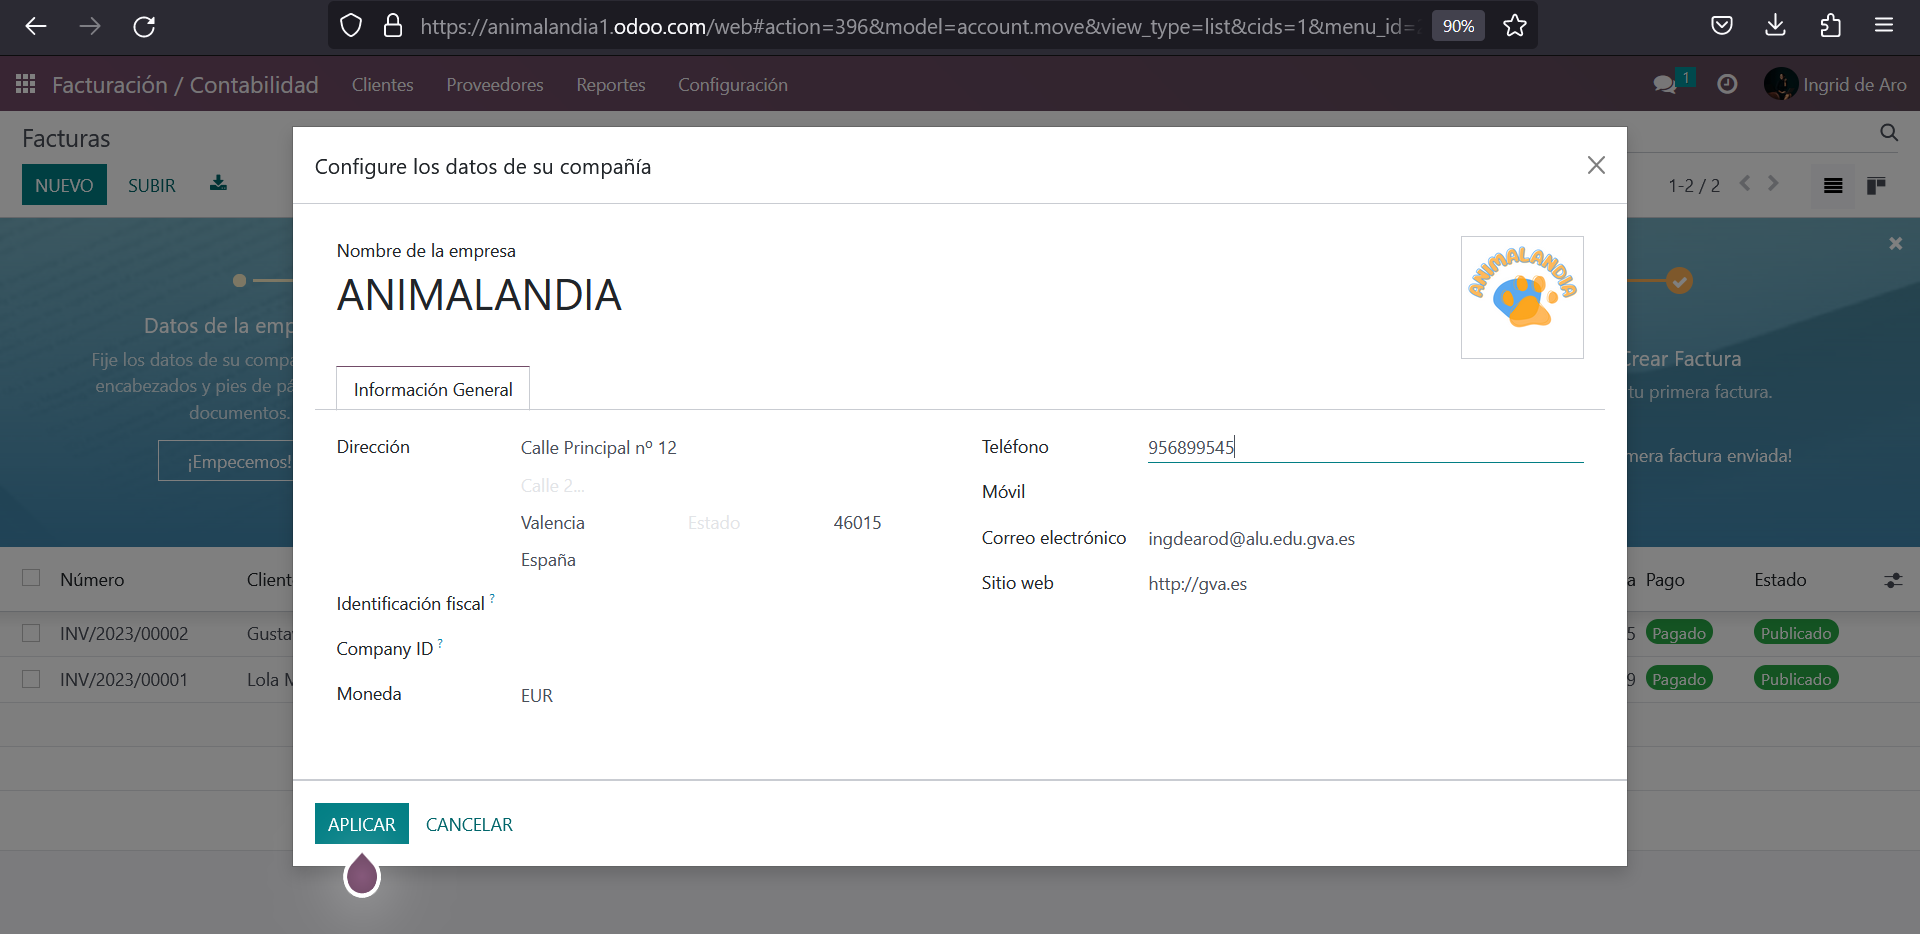 https://animalandia1.odoo.com/web#action=396&model=account.move&view_type=list&cids=1&menu_id=
90%
Facturación / Contabilidad Clientes Proveedores Reportes Configuración 1 Ingrid de Aro
Facturas
NUEVO SUBIR 1-2 / 2
Configure los datos de su compañía
Nombre de la empresa
ANIMALANDIA
ANIMALANDIA
Información General
Dirección Calle Principal nº 12
Calle 2...
Valencia Estado 46015
España
Identificación fiscal ?
Company ID ?
Moneda EUR
Teléfono 956899545
Móvil
Correo electrónico ingdearod@alu.edu.gva.es
Sitio web http://gva.es
APLICAR CANCELAR
Datos de la emp
Fije los datos de su compa
encabezados y pies de pá
documentos.
¡Empecemos!
Crear Factura
tu primera factura.
mera factura enviada!
Número Client a Pago Estado
INV/2023/00002 Gusta 5 Pagado Publicado
INV/2023/00001 Lola M 9 Pagado Publicado